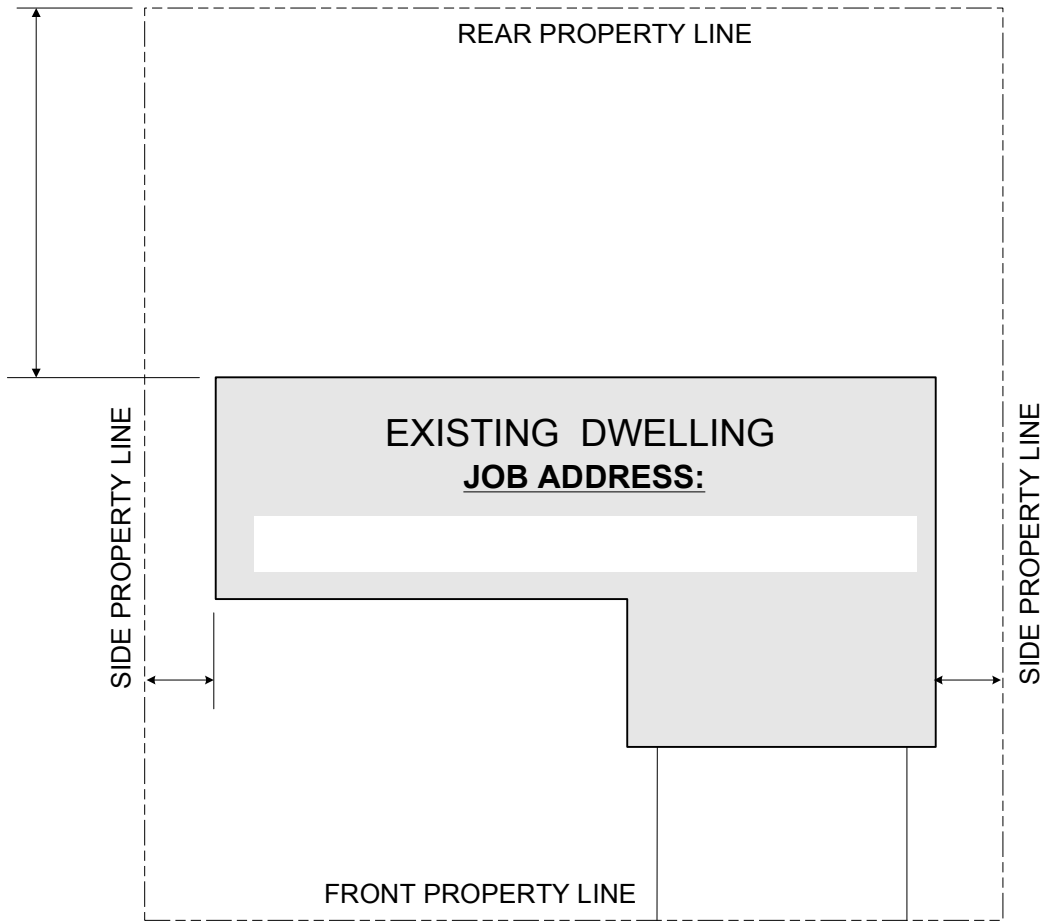 REAR PROPERTY LINE
EXISTING DWELLING
JOB ADDRESS:
SIDE PROPERTY LINE
SIDE PROPERTY LINE
FRONT PROPERTY LINE